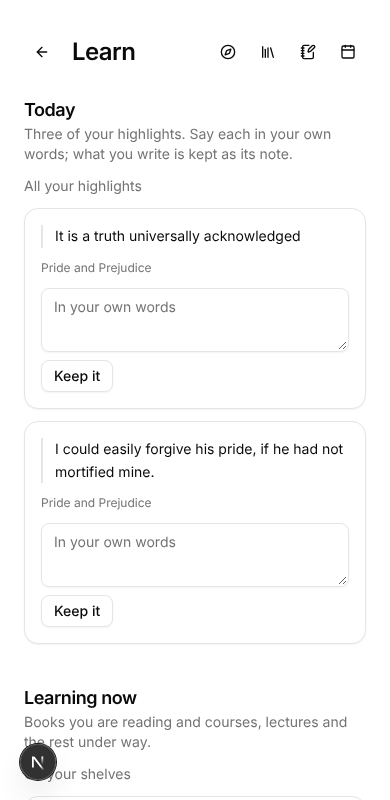 Learn
Today
Three of your highlights. Say each in your own
words; what you write is kept as its note.
All your highlights
It is a truth universally acknowledged
Pride and Prejudice
In your own words
Keep it
I could easily forgive his pride, if he had not
mortified mine.
Pride and Prejudice
In your own words
Keep it
Learning now
Books you are reading and courses, lectures and
the rest under way.
N
your shelves